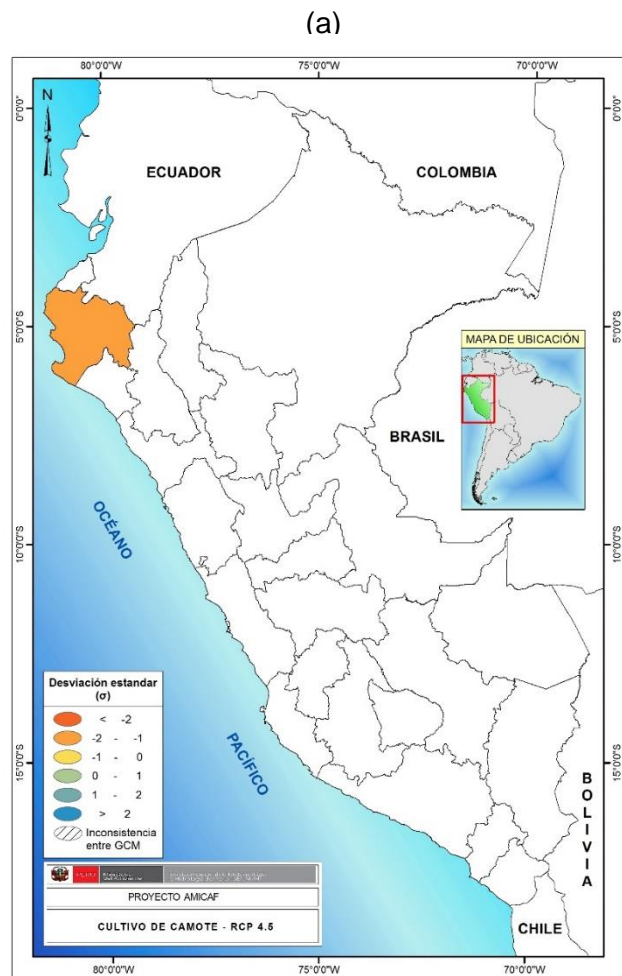 (a)
80°0'0"W 75°0'0"W 70°0'0"W
N
0°0'0" 0°0'0"
ECUADOR
COLOMBIA
5°0'0"S 5°0'0"S
MAPA DE UBICACIÓN
BRASIL
OCÉANO
10°0'0"S 10°0'0"S
PACÍFICO
Desviación estandar
(σ)
< -2
-2 - -1
-1 - 0
0 - 1
1 - 2
> 2
Inconsistencia
entre GCM
15°0'0"S 15°0'0"S
BOLIVIA
PROYECTO AMICAF
CULTIVO DE CAMOTE - RCP 4.5
CHILE
80°0'0"W 75°0'0"W 70°0'0"W